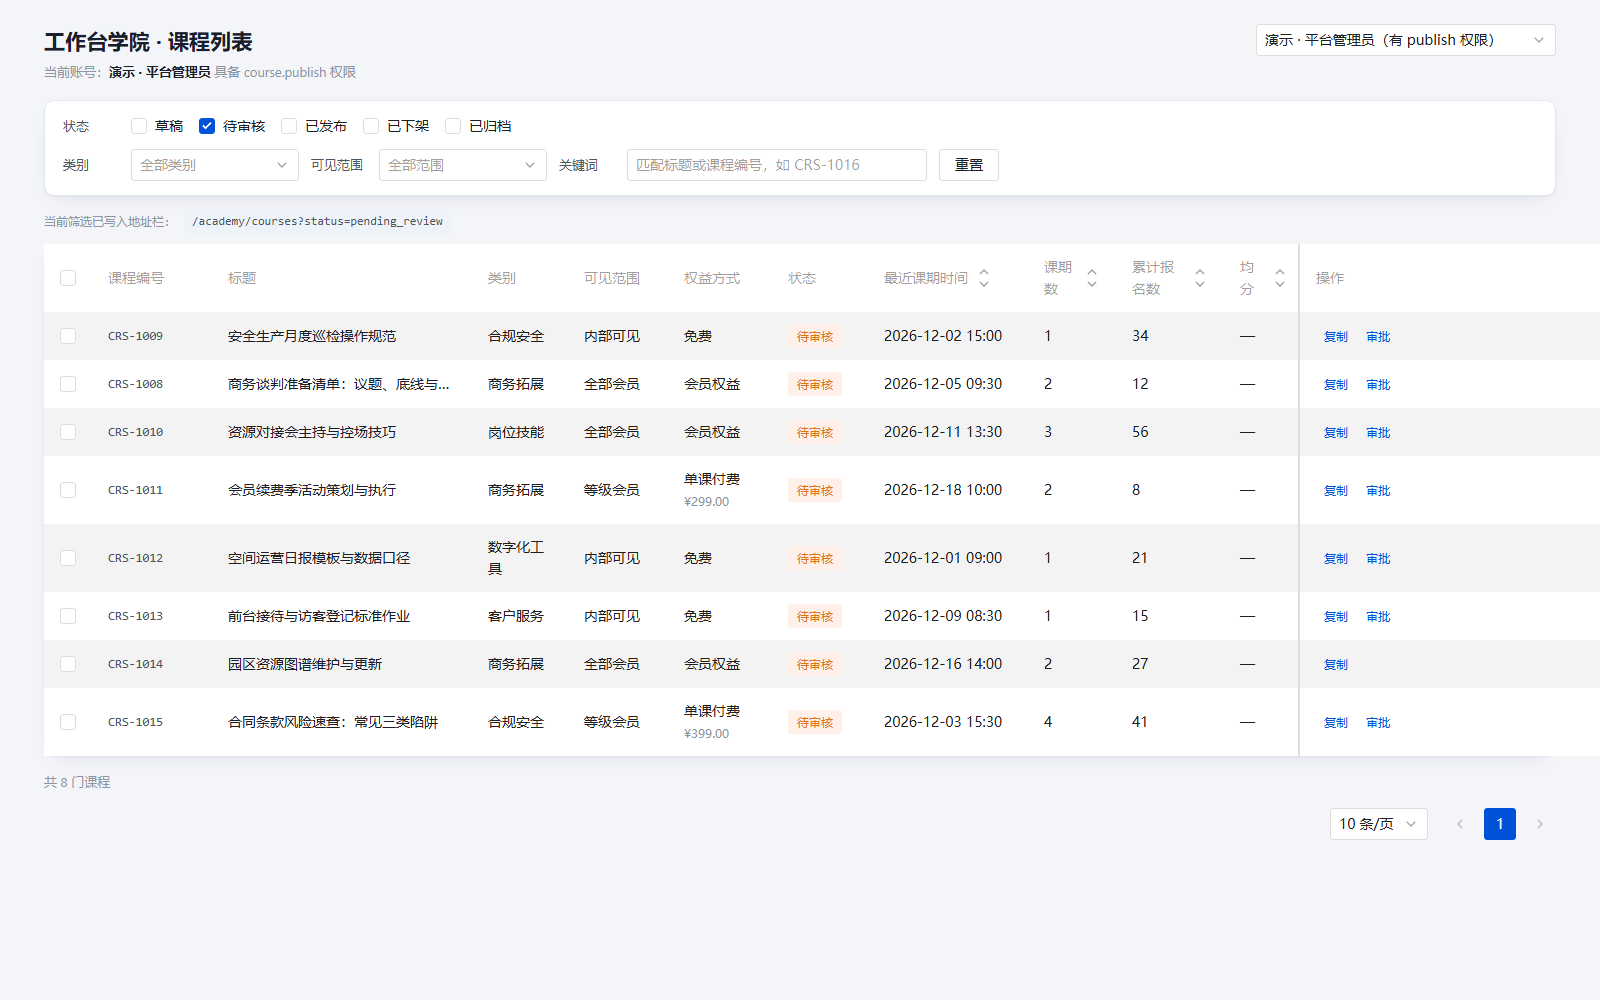 工作台学院 · 课程列表
演示 · 平台管理员（有 publish 权限）
当前账号：演示 · 平台管理员 具备 course.publish 权限
状态 草稿 待审核 已发布 已下架 已归档
类别 全部类别 可见范围 全部范围 关键词 匹配标题或课程编号，如 CRS-1016 重置
当前筛选已写入地址栏： /academy/courses?status=pending_review
课程编号 标题 类别 可见范围 权益方式 状态 最近课期时间 课期数 累计报名数 均分 操作
CRS-1009 安全生产月度巡检操作规范 合规安全 内部可见 免费 待审核 2026-12-02 15:00 1 34 — 复制 审批
CRS-1008 商务谈判准备清单：议题、底线与... 商务拓展 全部会员 会员权益 待审核 2026-12-05 09:30 2 12 — 复制 审批
CRS-1010 资源对接会主持与控场技巧 岗位技能 全部会员 会员权益 待审核 2026-12-11 13:30 3 56 — 复制 审批
CRS-1011 会员续费季活动策划与执行 商务拓展 等级会员 单课付费 ¥299.00 待审核 2026-12-18 10:00 2 8 — 复制 审批
CRS-1012 空间运营日报模板与数据口径 数字化工具 内部可见 免费 待审核 2026-12-01 09:00 1 21 — 复制 审批
CRS-1013 前台接待与访客登记标准作业 客户服务 内部可见 免费 待审核 2026-12-09 08:30 1 15 — 复制 审批
CRS-1014 园区资源图谱维护与更新 商务拓展 全部会员 会员权益 待审核 2026-12-16 14:00 2 27 — 复制
CRS-1015 合同条款风险速查：常见三类陷阱 合规安全 等级会员 单课付费 ¥399.00 待审核 2026-12-03 15:30 4 41 — 复制 审批
共 8 门课程
10 条/页 1